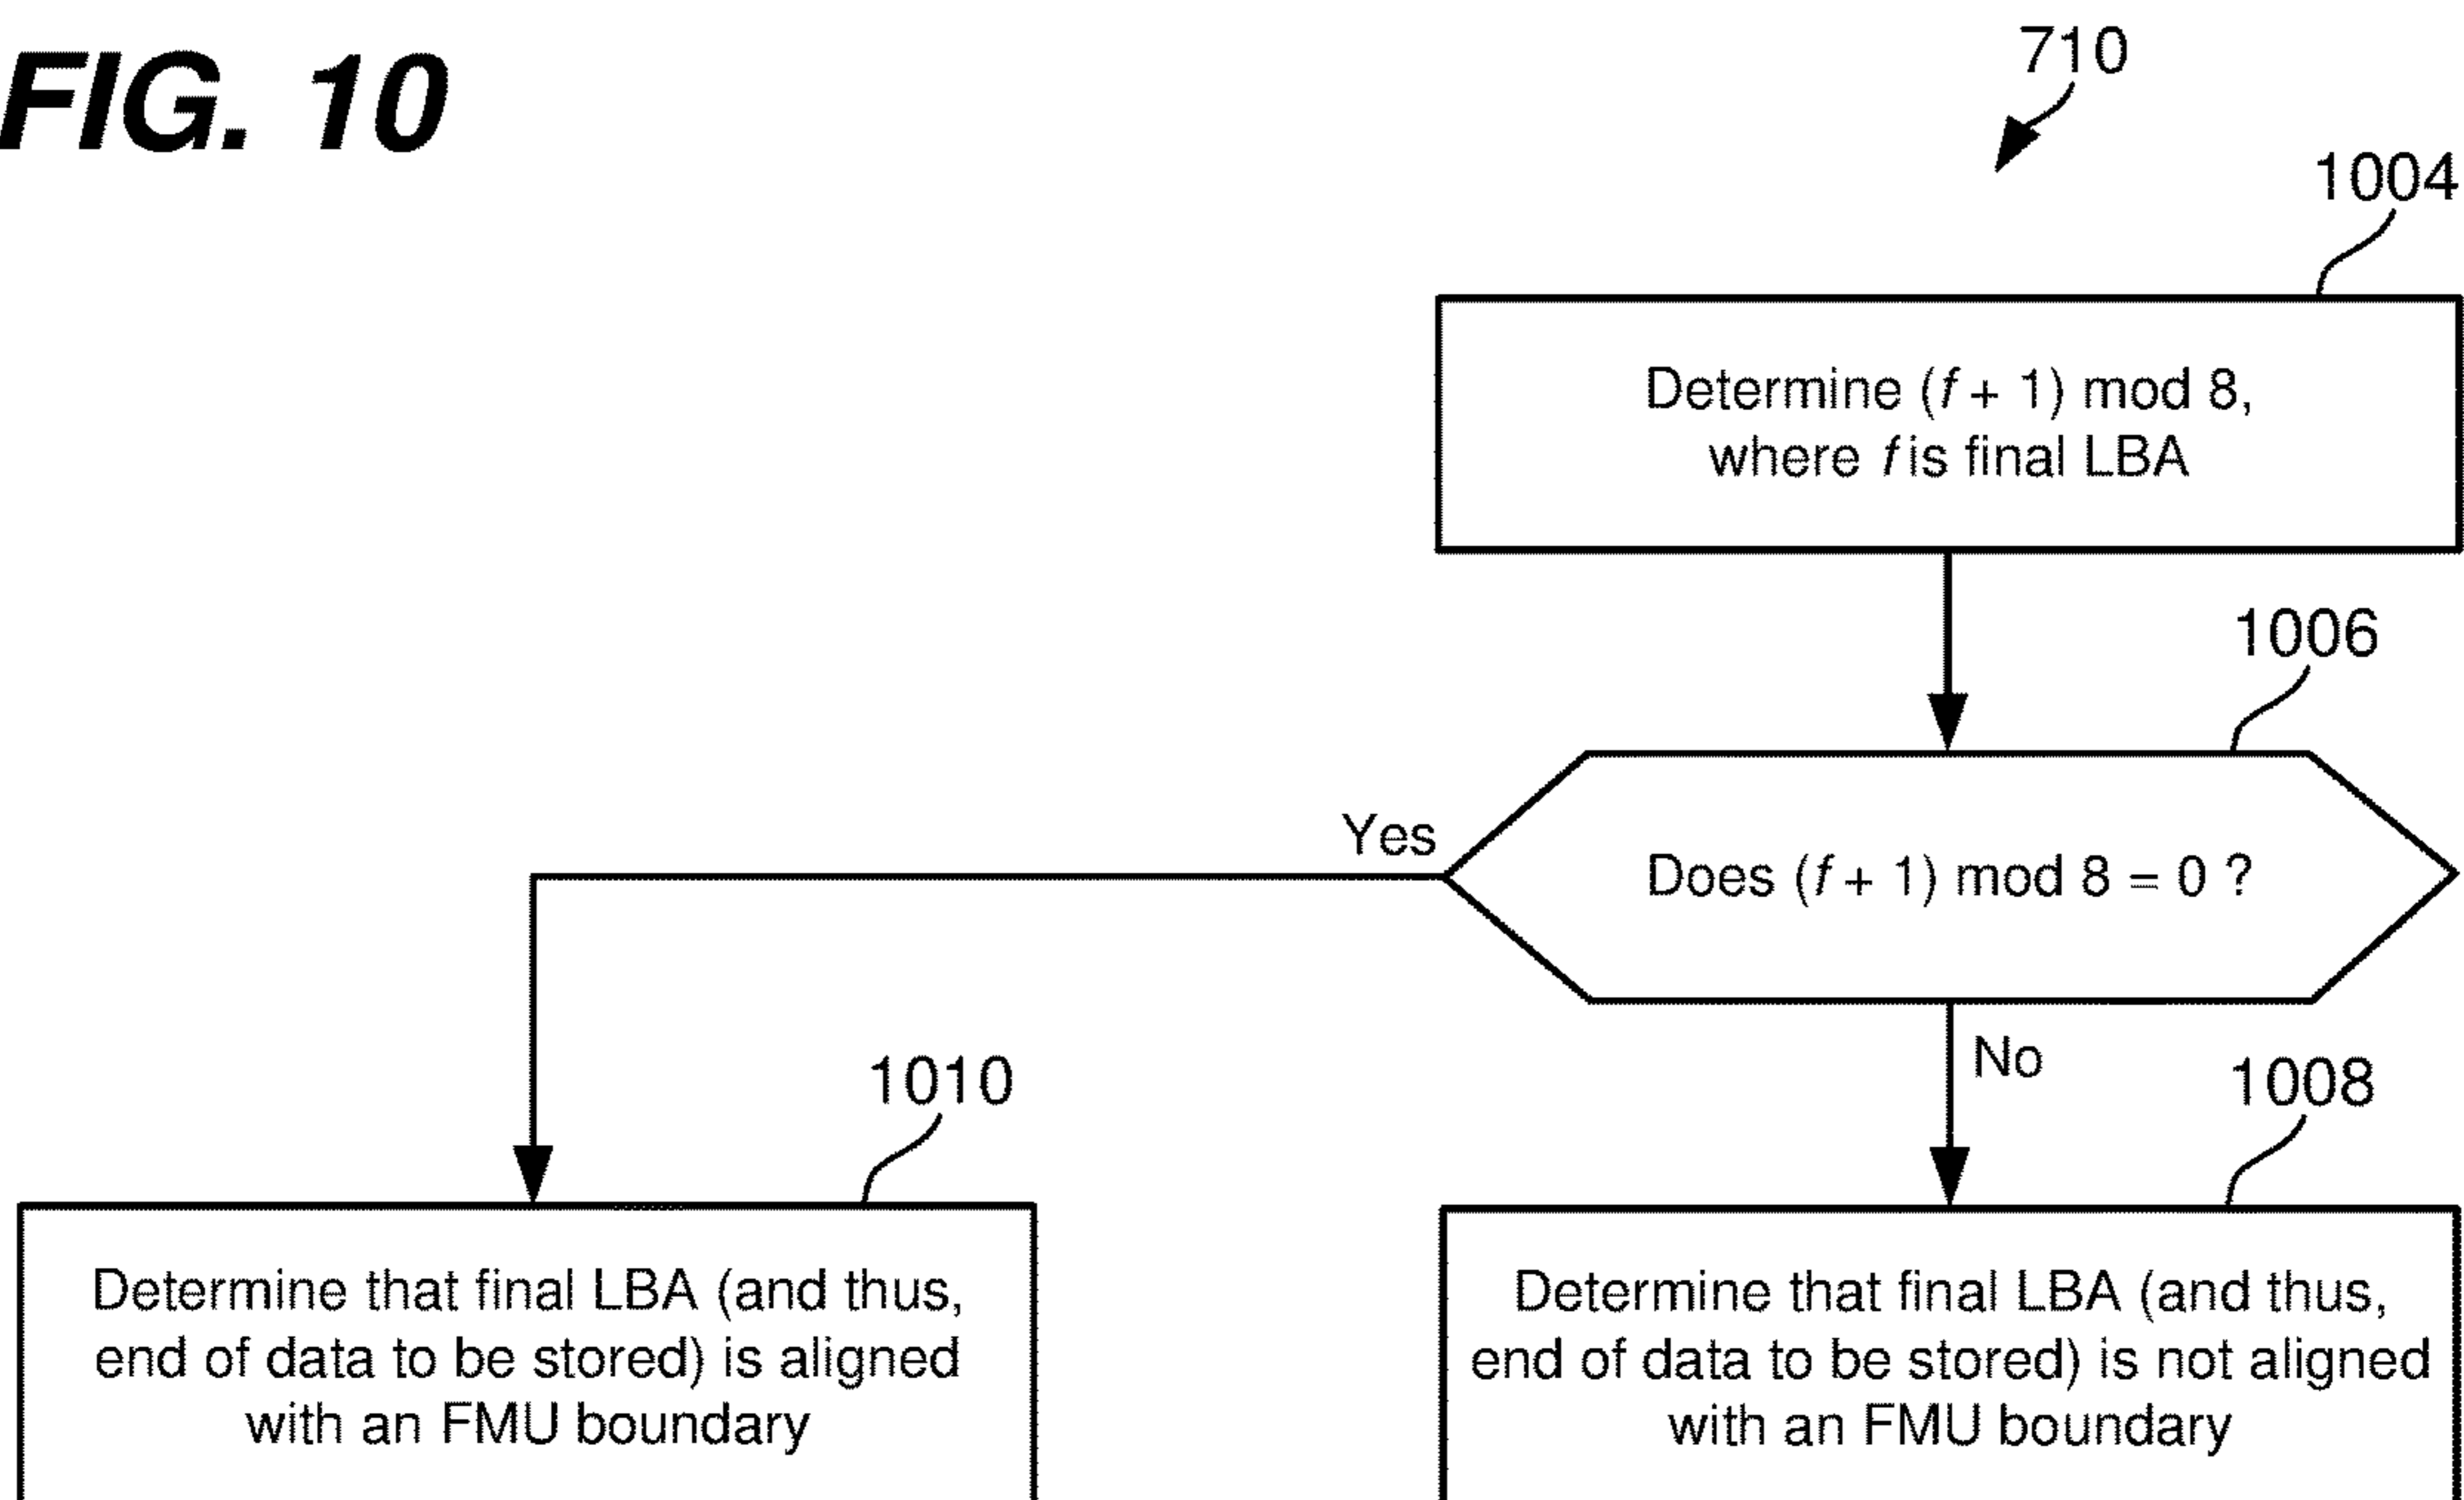 FIG. 10
710
1004
Determine (f + 1) mod 8,
where f is final LBA
1006
Yes
Does (f + 1) mod 8 = 0 ?
No
1010
1008
Determine that final LBA (and thus,
end of data to be stored) is aligned
with an FMU boundary
Determine that final LBA (and thus,
end of data to be stored) is not aligned
with an FMU boundary